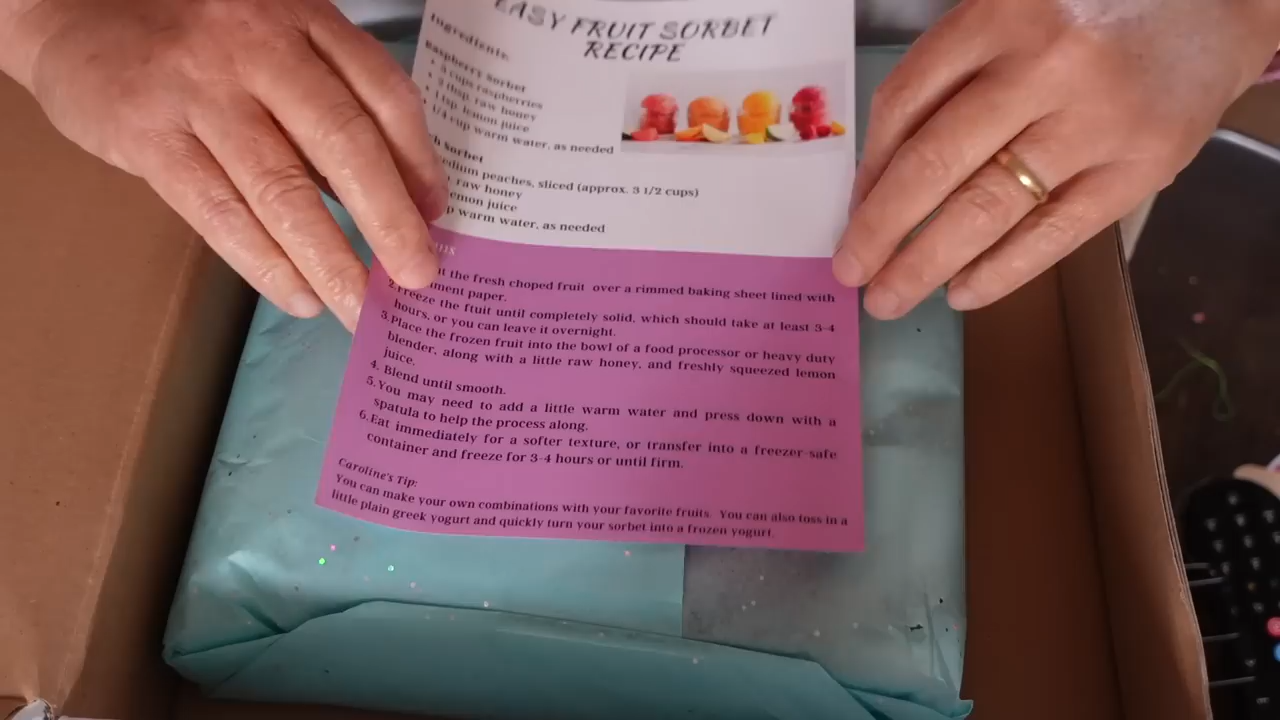 EASY FRUIT SORBET
RECIPE
Ingredients:
Raspberry Sorbet
• 3 cups raspberries
• 2 tbsp. raw honey
• 1 tsp. lemon juice
• 1/4 cup warm water, as needed
h Sorbet
edium peaches, sliced (approx. 3 1/2 cups)
raw honey
emon juice
p warm water, as needed
the fresh choped fruit over a rimmed baking sheet lined with
ment paper.
2. Freeze the ftuit until completely solid, which should take at least 3-4
hours, or you can leave it overnight.
3. Place the frozen fruit into the bowl of a food processor or heavy duty
blender, along with a little raw honey, and freshly squeezed lemon
juice.
4. Blend until smooth.
5. You may need to add a little warm water and press down with a
spatula to help the process along.
6. Eat immediately for a softer texture, or transfer into a freezer-safe
container and freeze for 3-4 hours or until firm.
Caroline's Tip:
You can make your own combinations with your favorite fruits. You can also toss in a
little plain greek yogurt and quickly turn your sorbet into a frozen yogurt.